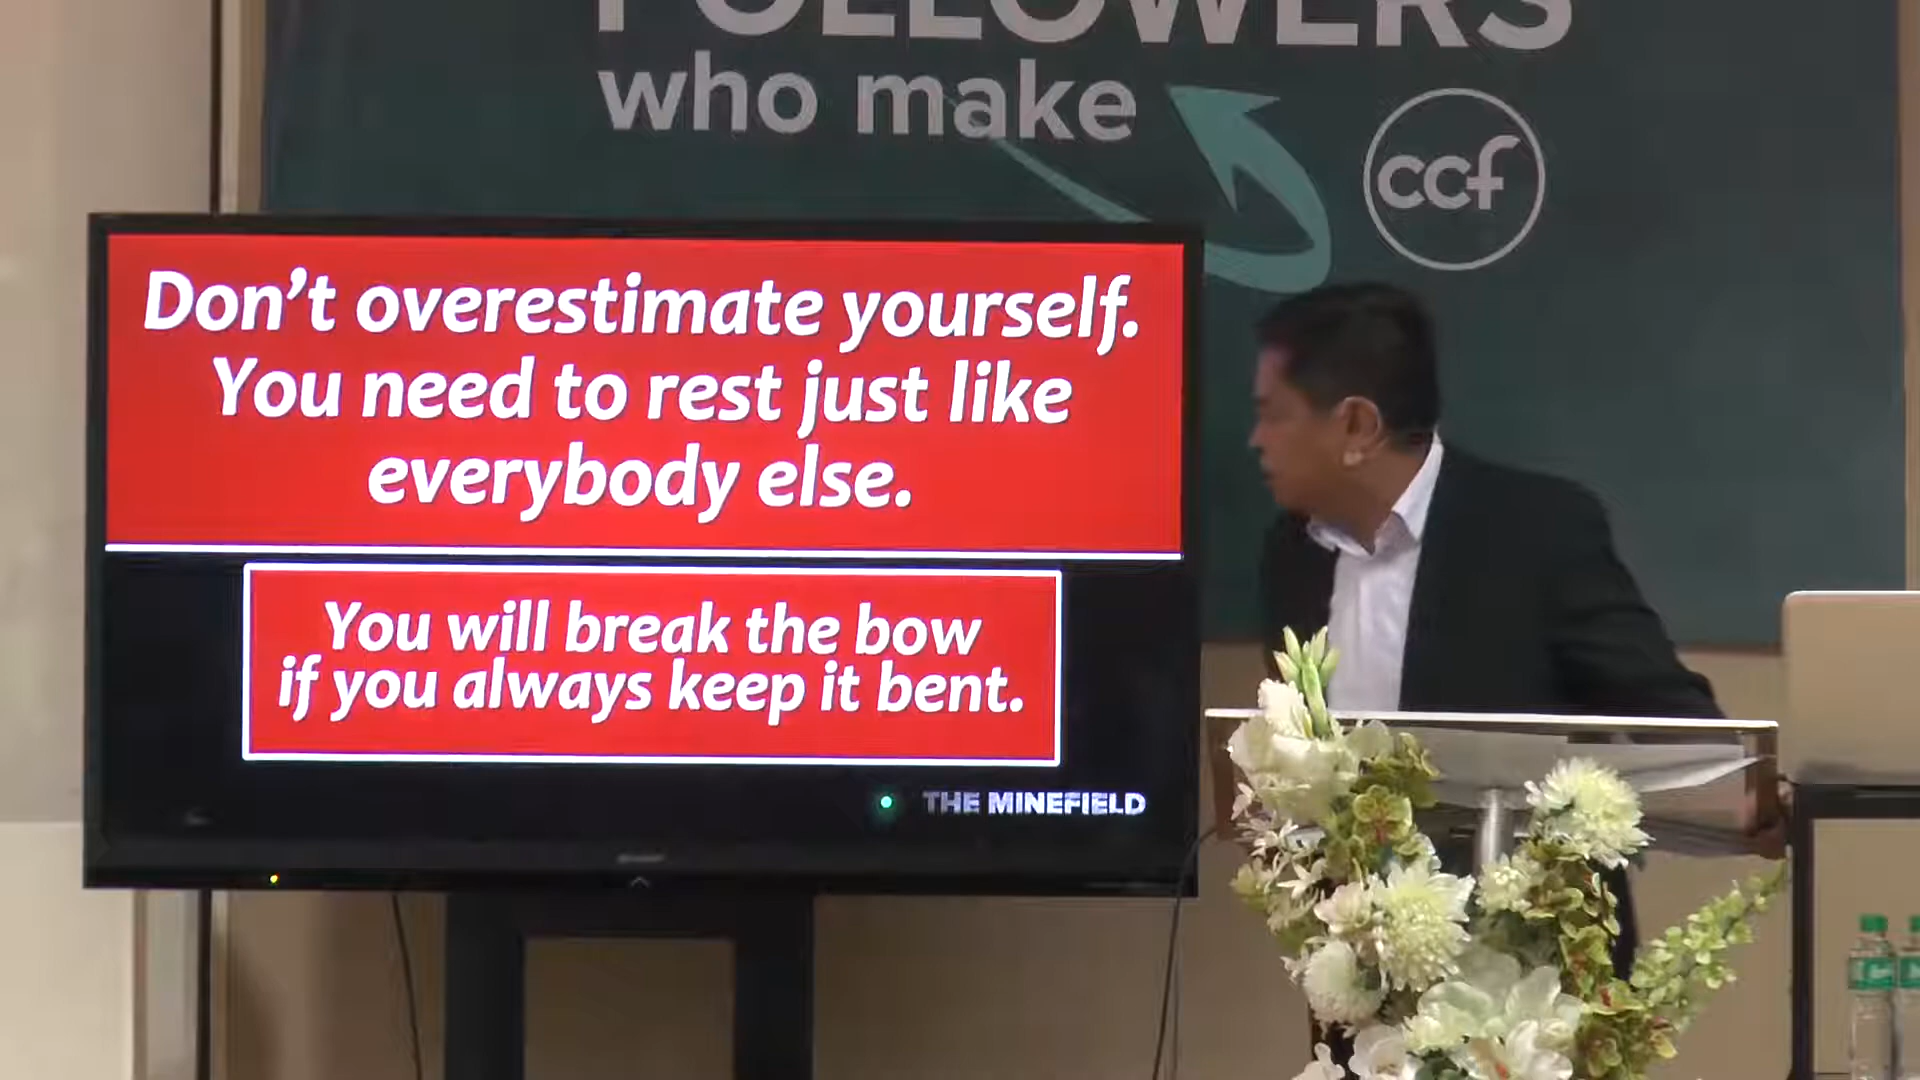 FOLLOWERS
who make
ccf
Don't overestimate yourself.
You need to rest just like
everybody else.
You will break the bow
if you always keep it bent.
THE MINEFIELD